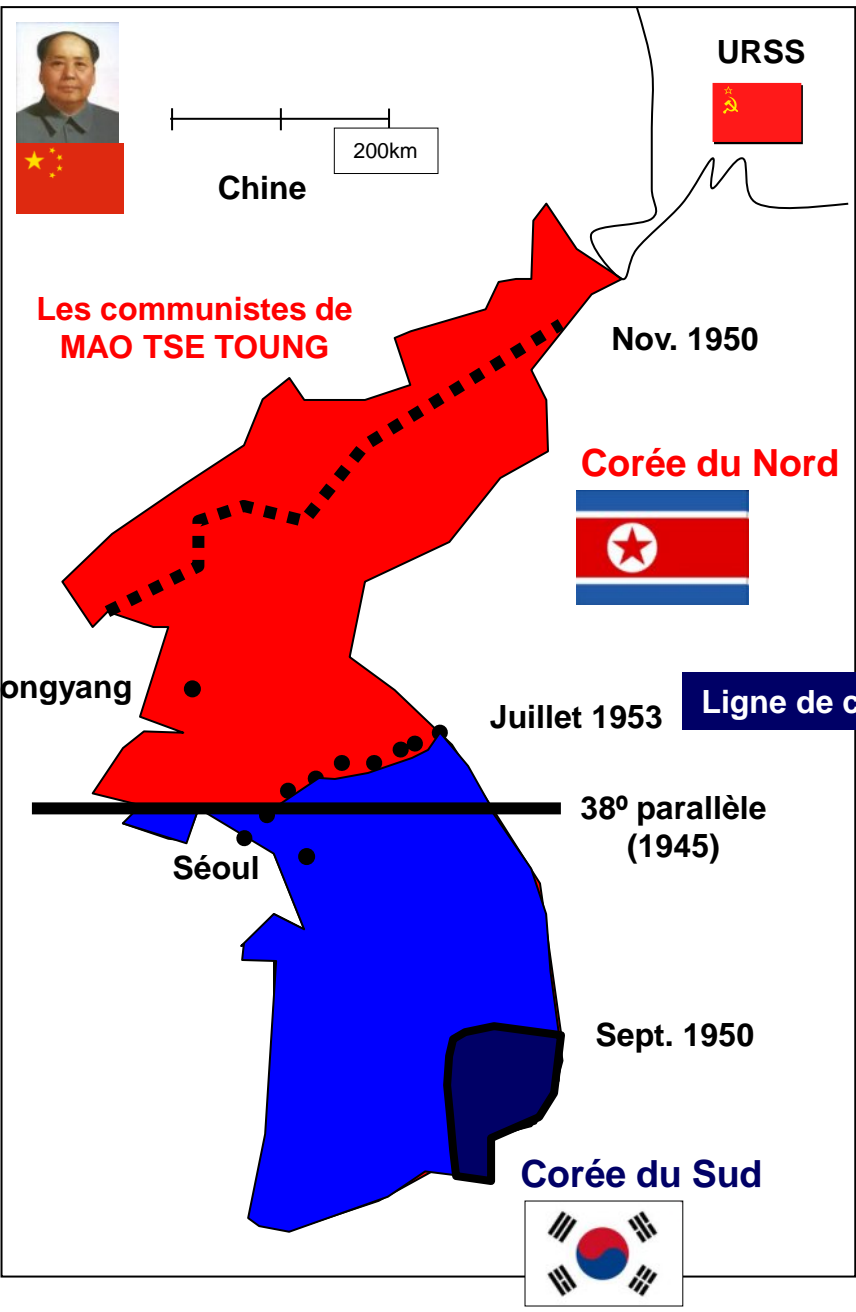 URSS
200km
Chine
Les communistes de
MAO TSE TOUNG
Nov. 1950
Corée du Nord
ongyang
Juillet 1953
Ligne de c
38º parallèle
(1945)
Séoul
Sept. 1950
Corée du Sud